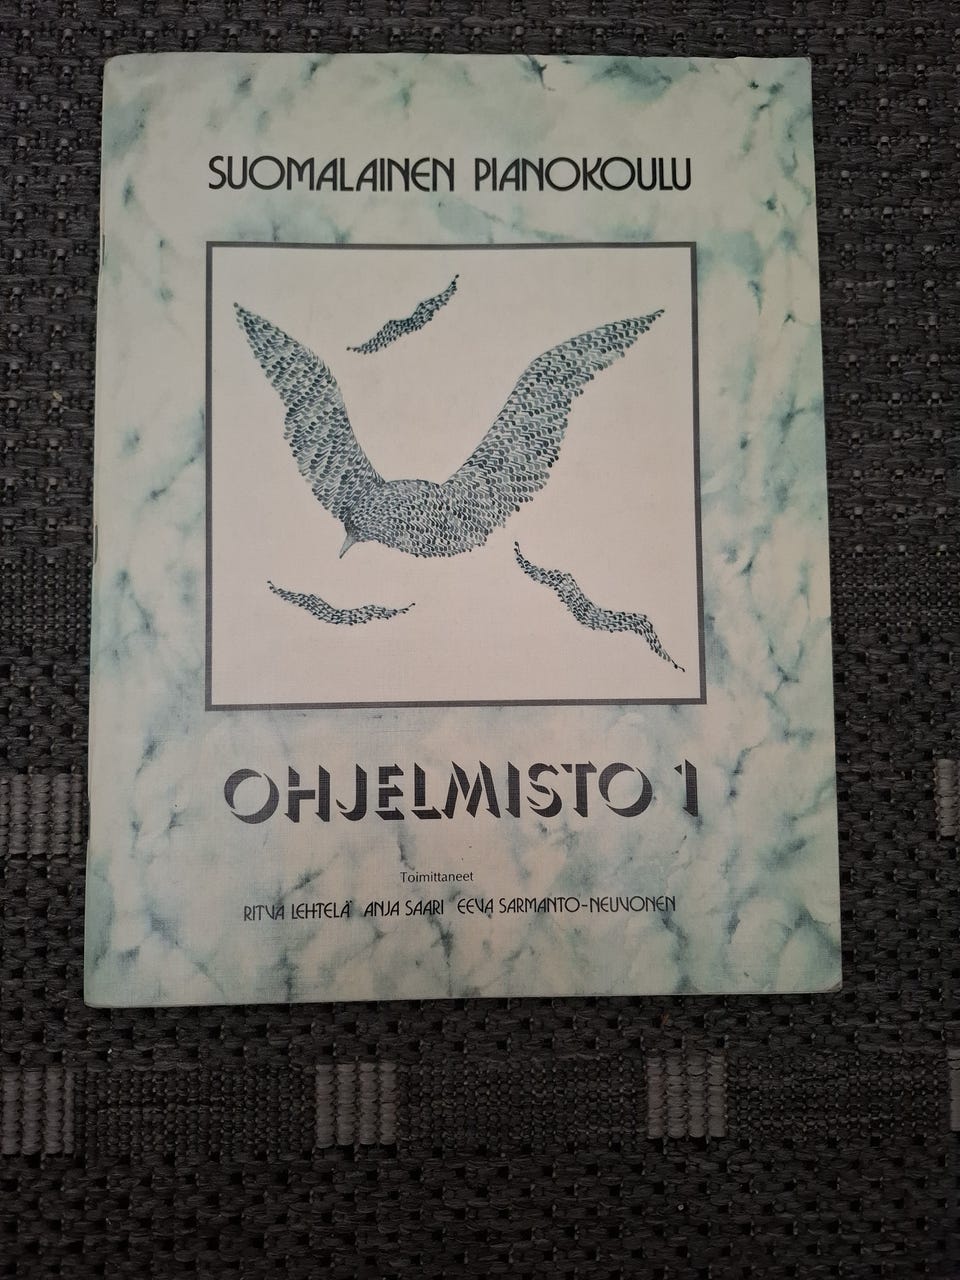 SUOMALAINEN PIANOKOULU
OHJELMISTO 1
Toimittaneet
RITVA LEHTELÄ ANJA SAARI EEVA SARMANTO-NEUVONEN